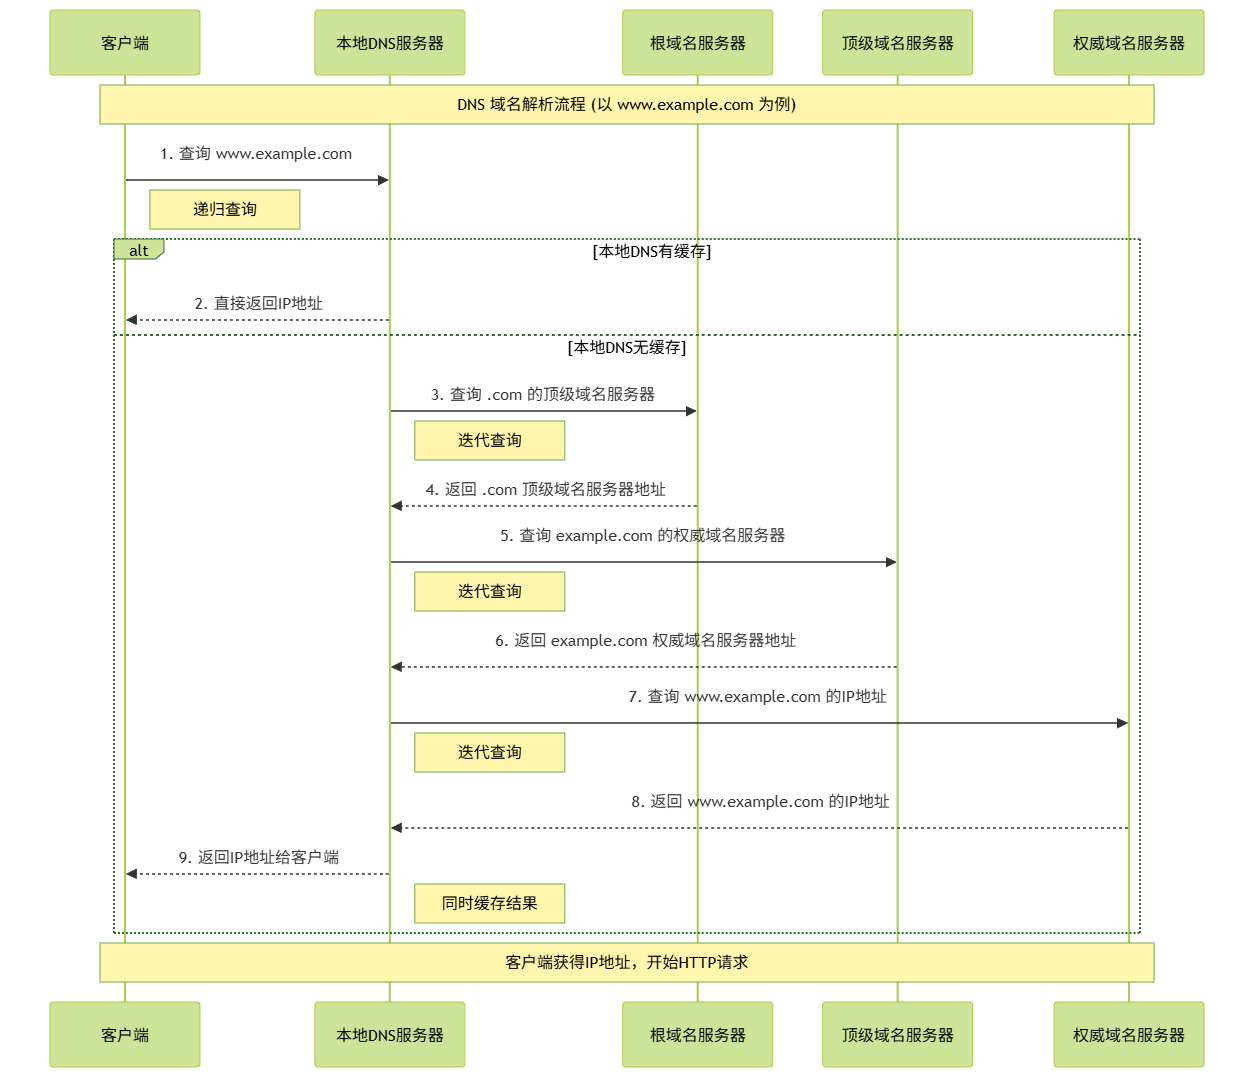 客户端
本地DNS服务器
根域名服务器
顶级域名服务器
权威域名服务器
DNS 域名解析流程 (以 www.example.com 为例)
1. 查询 www.example.com
递归查询
alt
[本地DNS有缓存]
2. 直接返回IP地址
[本地DNS无缓存]
3. 查询 .com 的顶级域名服务器
迭代查询
4. 返回 .com 顶级域名服务器地址
5. 查询 example.com 的权威域名服务器
迭代查询
6. 返回 example.com 权威域名服务器地址
7. 查询 www.example.com 的IP地址
迭代查询
8. 返回 www.example.com 的IP地址
9. 返回IP地址给客户端
同时缓存结果
客户端获得IP地址，开始HTTP请求
客户端
本地DNS服务器
根域名服务器
顶级域名服务器
权威域名服务器